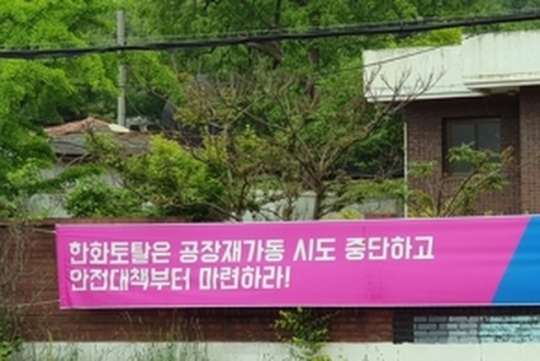 한화토탈은 공장재가동 시도 중단하고
안전대책부터 마련하라!